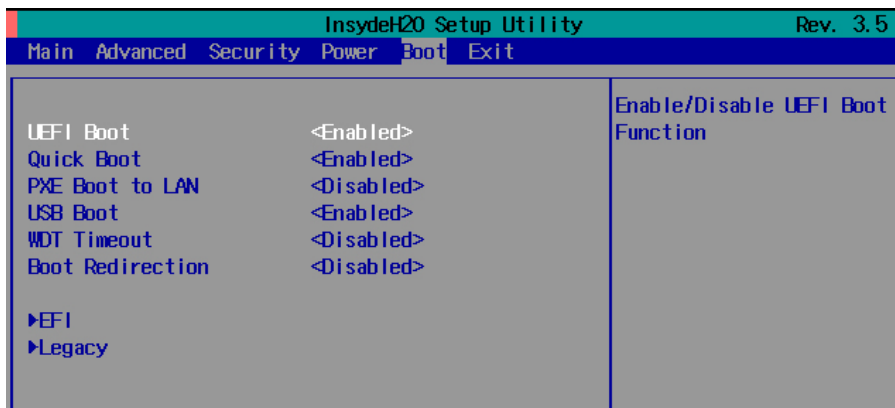 InsydeH2O Setup Utility Rev. 3.5
Main Advanced Security Power Boot Exit
UEFI Boot <Enabled>
Quick Boot <Enabled>
PXE Boot to LAN <Disabled>
USB Boot <Enabled>
WDT Timeout <Disabled>
Boot Redirection <Disabled>
▶EFI
▶Legacy
Enable/Disable UEFI Boot
Function